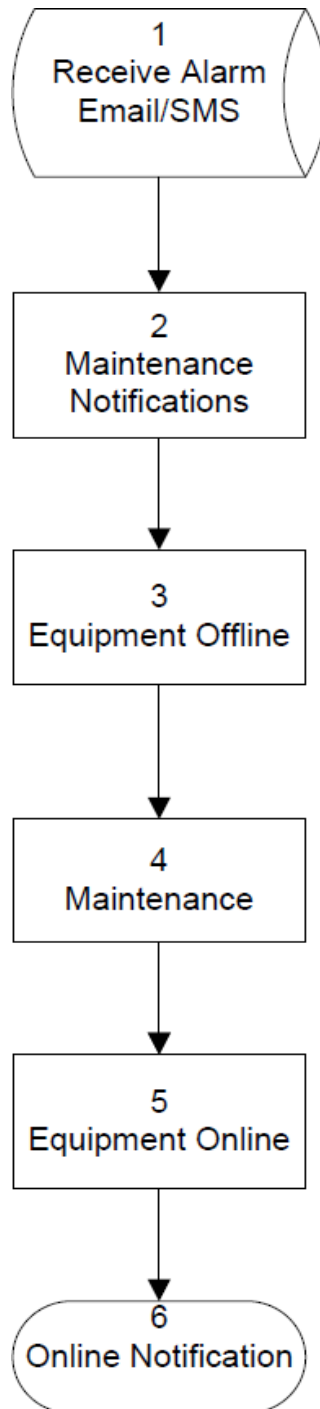 1
Receive Alarm
Email/SMS
2
Maintenance
Notifications
3
Equipment Offline
4
Maintenance
5
Equipment Online
6
Online Notification